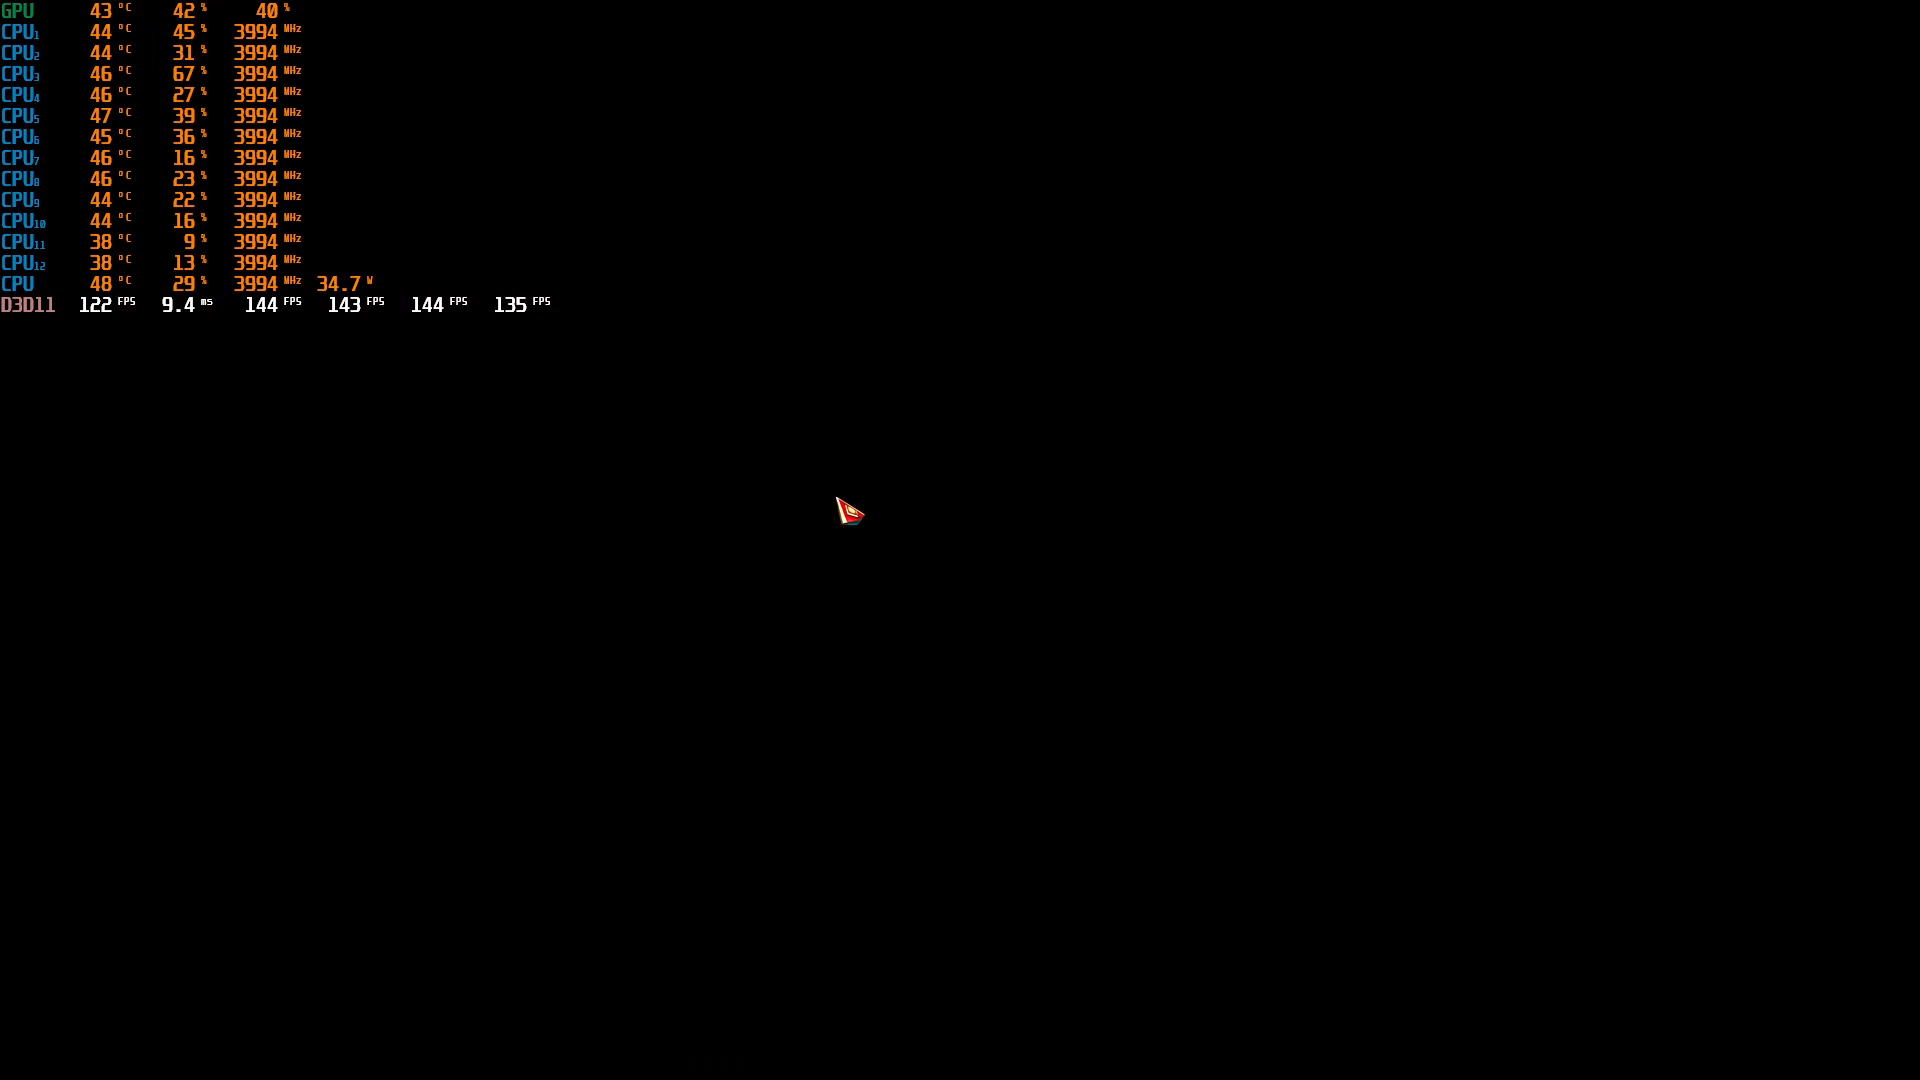 GPU 43 °C 42 % 40 %
CPU1 44 °C 45 % 3994 MHz
CPU2 44 °C 31 % 3994 MHz
CPU3 46 °C 67 % 3994 MHz
CPU4 46 °C 27 % 3994 MHz
CPU5 47 °C 39 % 3994 MHz
CPU6 45 °C 36 % 3994 MHz
CPU7 46 °C 16 % 3994 MHz
CPU8 46 °C 23 % 3994 MHz
CPU9 44 °C 22 % 3994 MHz
CPU10 44 °C 16 % 3994 MHz
CPU11 38 °C 9 % 3994 MHz
CPU12 38 °C 13 % 3994 MHz
CPU 48 °C 29 % 3994 MHz 34.7 W
D3D11 122 FPS 9.4 ms 144 FPS 143 FPS 144 FPS 135 FPS